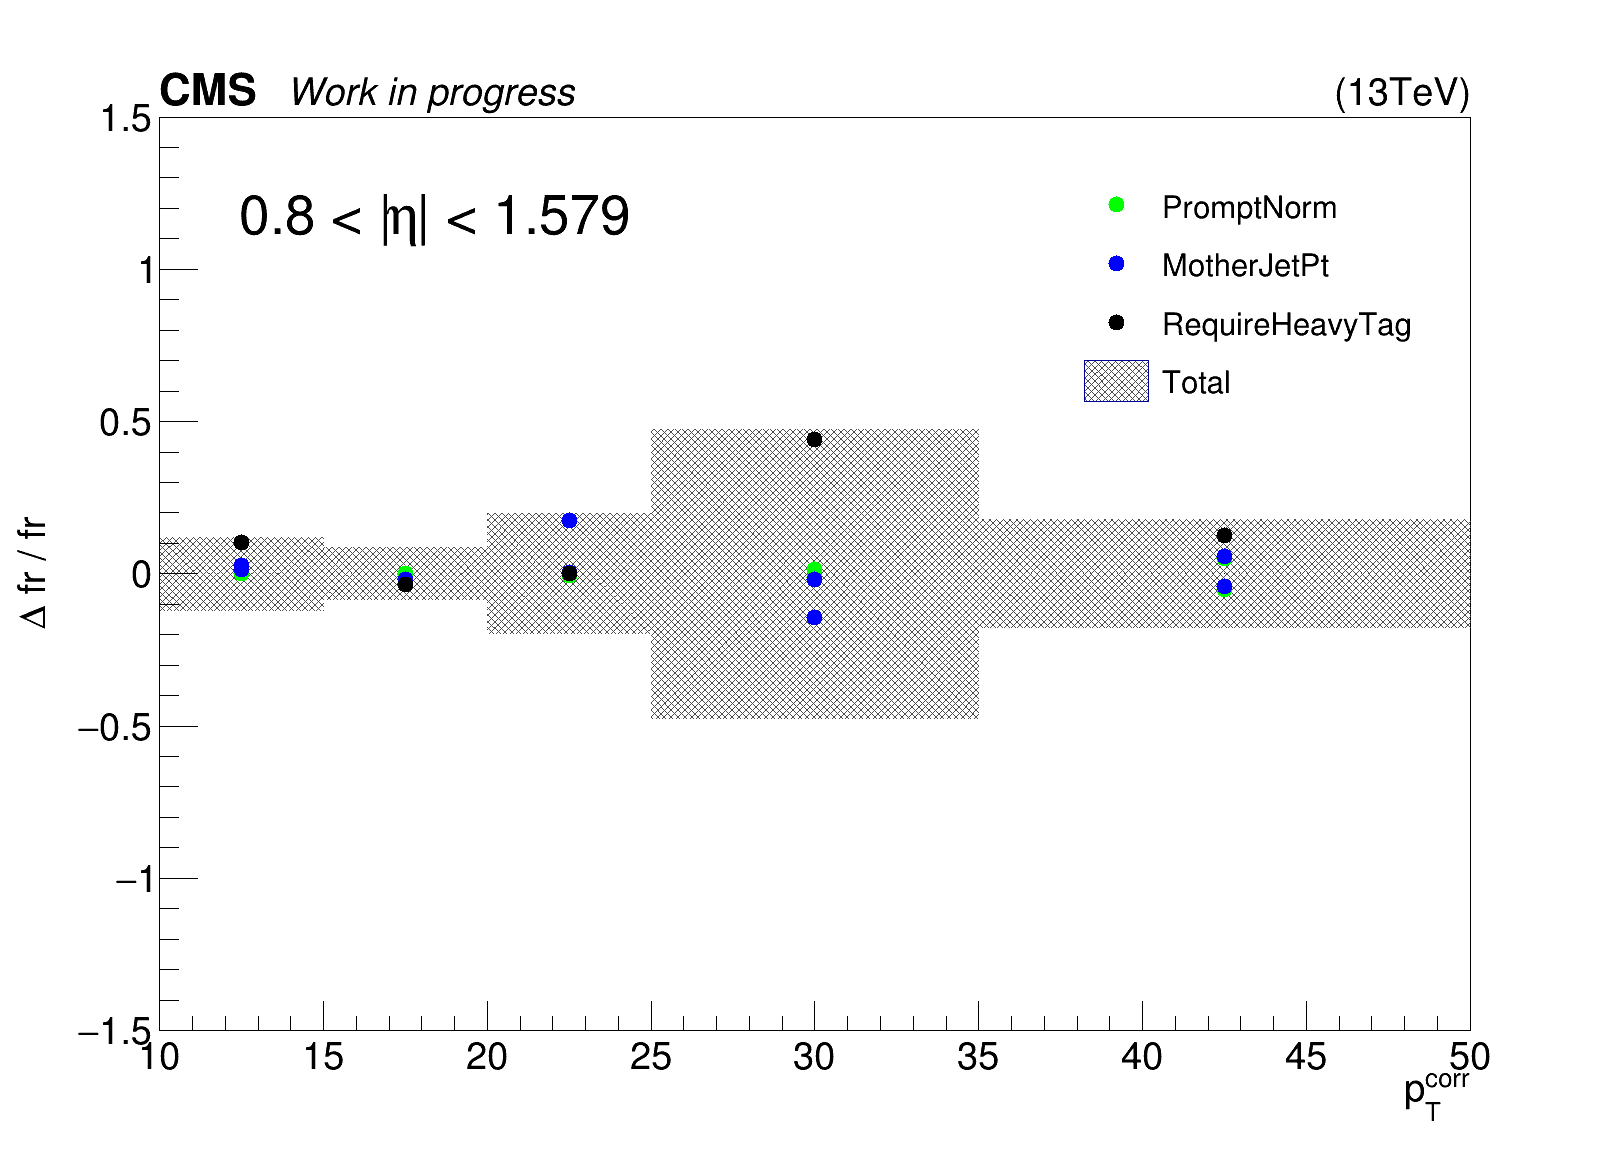 CMS Work in progress (13TeV)
0.8 < |η| < 1.579
PromptNorm
MotherJetPt
RequireHeavyTag
Total
1.5
1
0.5
0
−0.5
−1
−1.5
Δ fr / fr
10 15 20 25 30 35 40 45 50
p_T^corr